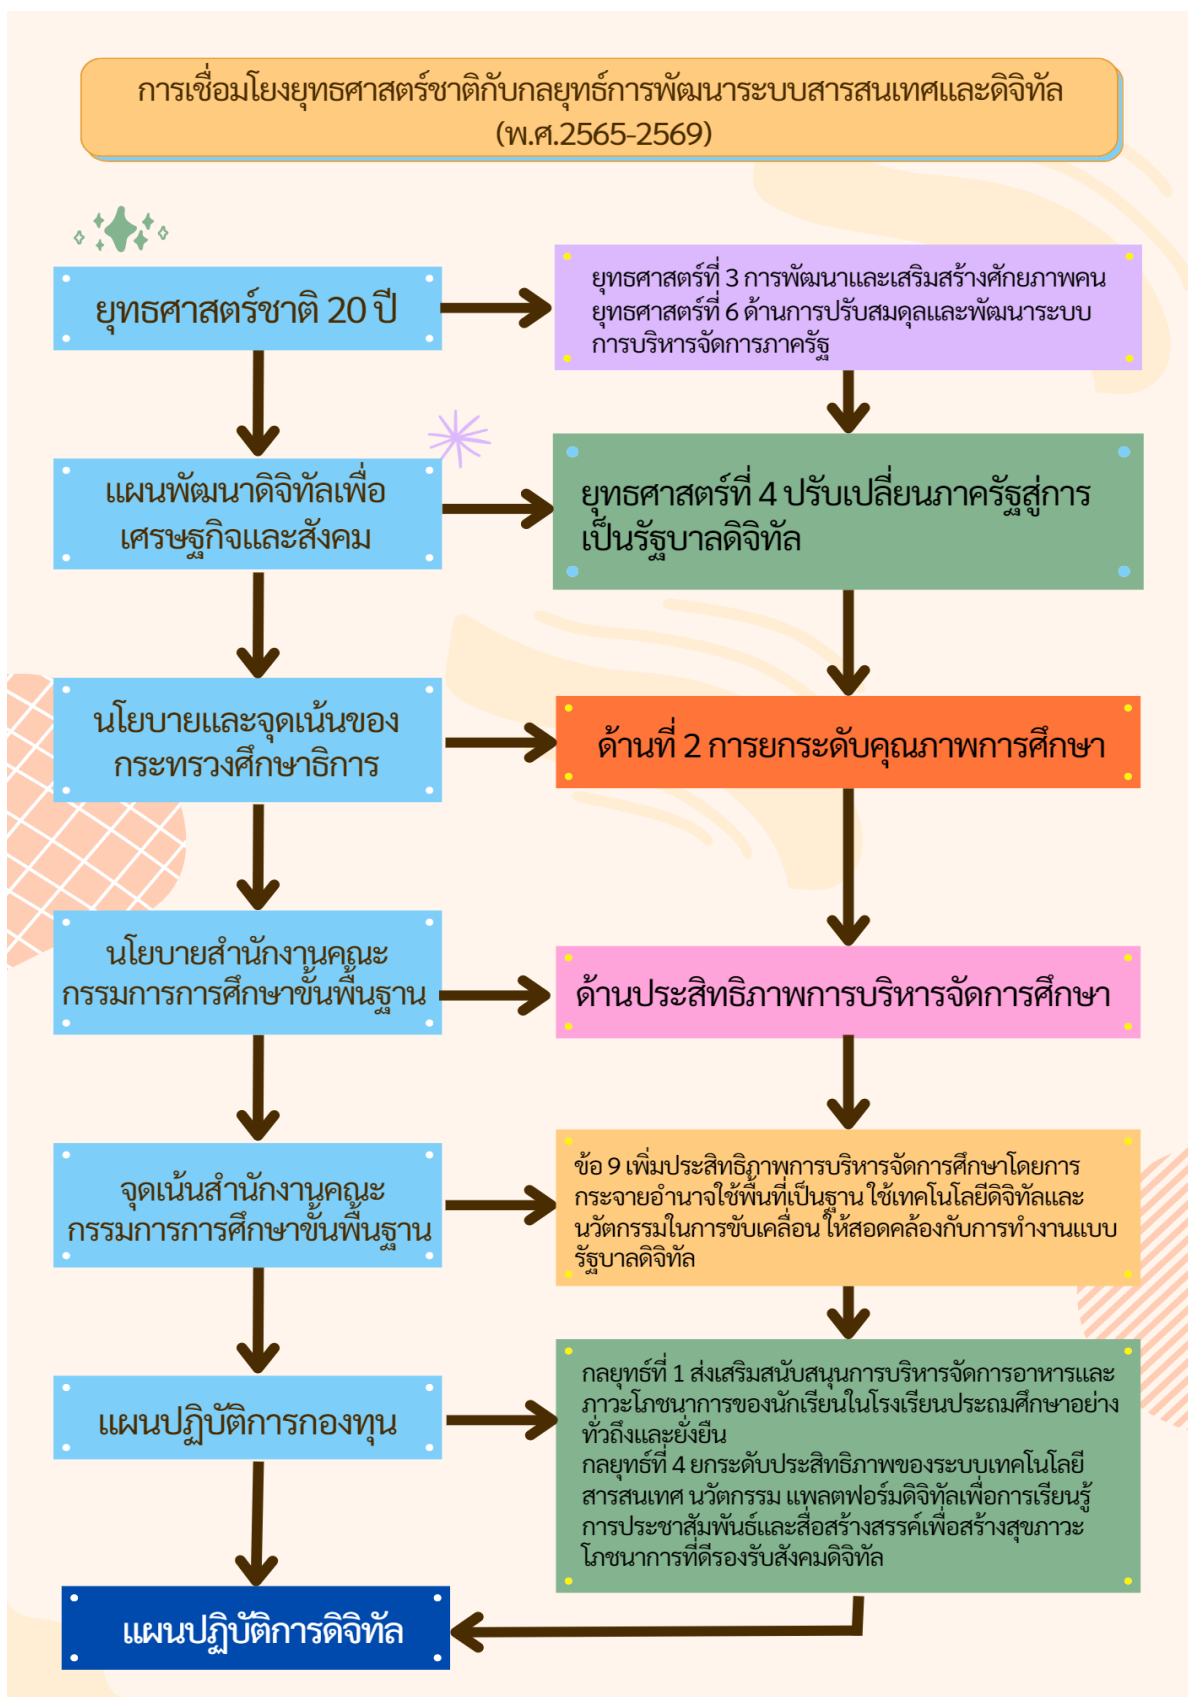 การเชื่อมโยงยุทธศาสตร์ชาติกับกลยุทธ์การพัฒนาระบบสารสนเทศและดิจิทัล
(พ.ศ.2565-2569)
ยุทธศาสตร์ชาติ 20 ปี
ยุทธศาสตร์ที่ 3 การพัฒนาและเสริมสร้างศักยภาพคน
ยุทธศาสตร์ที่ 6 ด้านการปรับสมดุลและพัฒนาระบบ
การบริหารจัดการภาครัฐ
แผนพัฒนาดิจิทัลเพื่อ
เศรษฐกิจและสังคม
ยุทธศาสตร์ที่ 4 ปรับเปลี่ยนภาครัฐสู่การ
เป็นรัฐบาลดิจิทัล
นโยบายและจุดเน้นของ
กระทรวงศึกษาธิการ
ด้านที่ 2 การยกระดับคุณภาพการศึกษา
นโยบายสำนักงานคณะ
กรรมการการศึกษาขั้นพื้นฐาน
ด้านประสิทธิภาพการบริหารจัดการศึกษา
จุดเน้นสำนักงานคณะ
กรรมการการศึกษาขั้นพื้นฐาน
ข้อ 9 เพิ่มประสิทธิภาพการบริหารจัดการศึกษาโดยการ
กระจายอำนาจใช้พื้นที่เป็นฐาน ใช้เทคโนโลยีดิจิทัลและ
นวัตกรรมในการขับเคลื่อน ให้สอดคล้องกับการทำงานแบบ
รัฐบาลดิจิทัล
แผนปฏิบัติการกองทุน
กลยุทธ์ที่ 1 ส่งเสริมสนับสนุนการบริหารจัดการอาหารและ
ภาวะโภชนาการของนักเรียนในโรงเรียนประถมศึกษาอย่าง
ทั่วถึงและยั่งยืน
กลยุทธ์ที่ 4 ยกระดับประสิทธิภาพของระบบเทคโนโลยี
สารสนเทศ นวัตกรรม แพลตฟอร์มดิจิทัลเพื่อการเรียนรู้
การประชาสัมพันธ์และสื่อสร้างสรรค์เพื่อสร้างสุขภาวะ
โภชนาการที่ดีรองรับสังคมดิจิทัล
แผนปฏิบัติการดิจิทัล